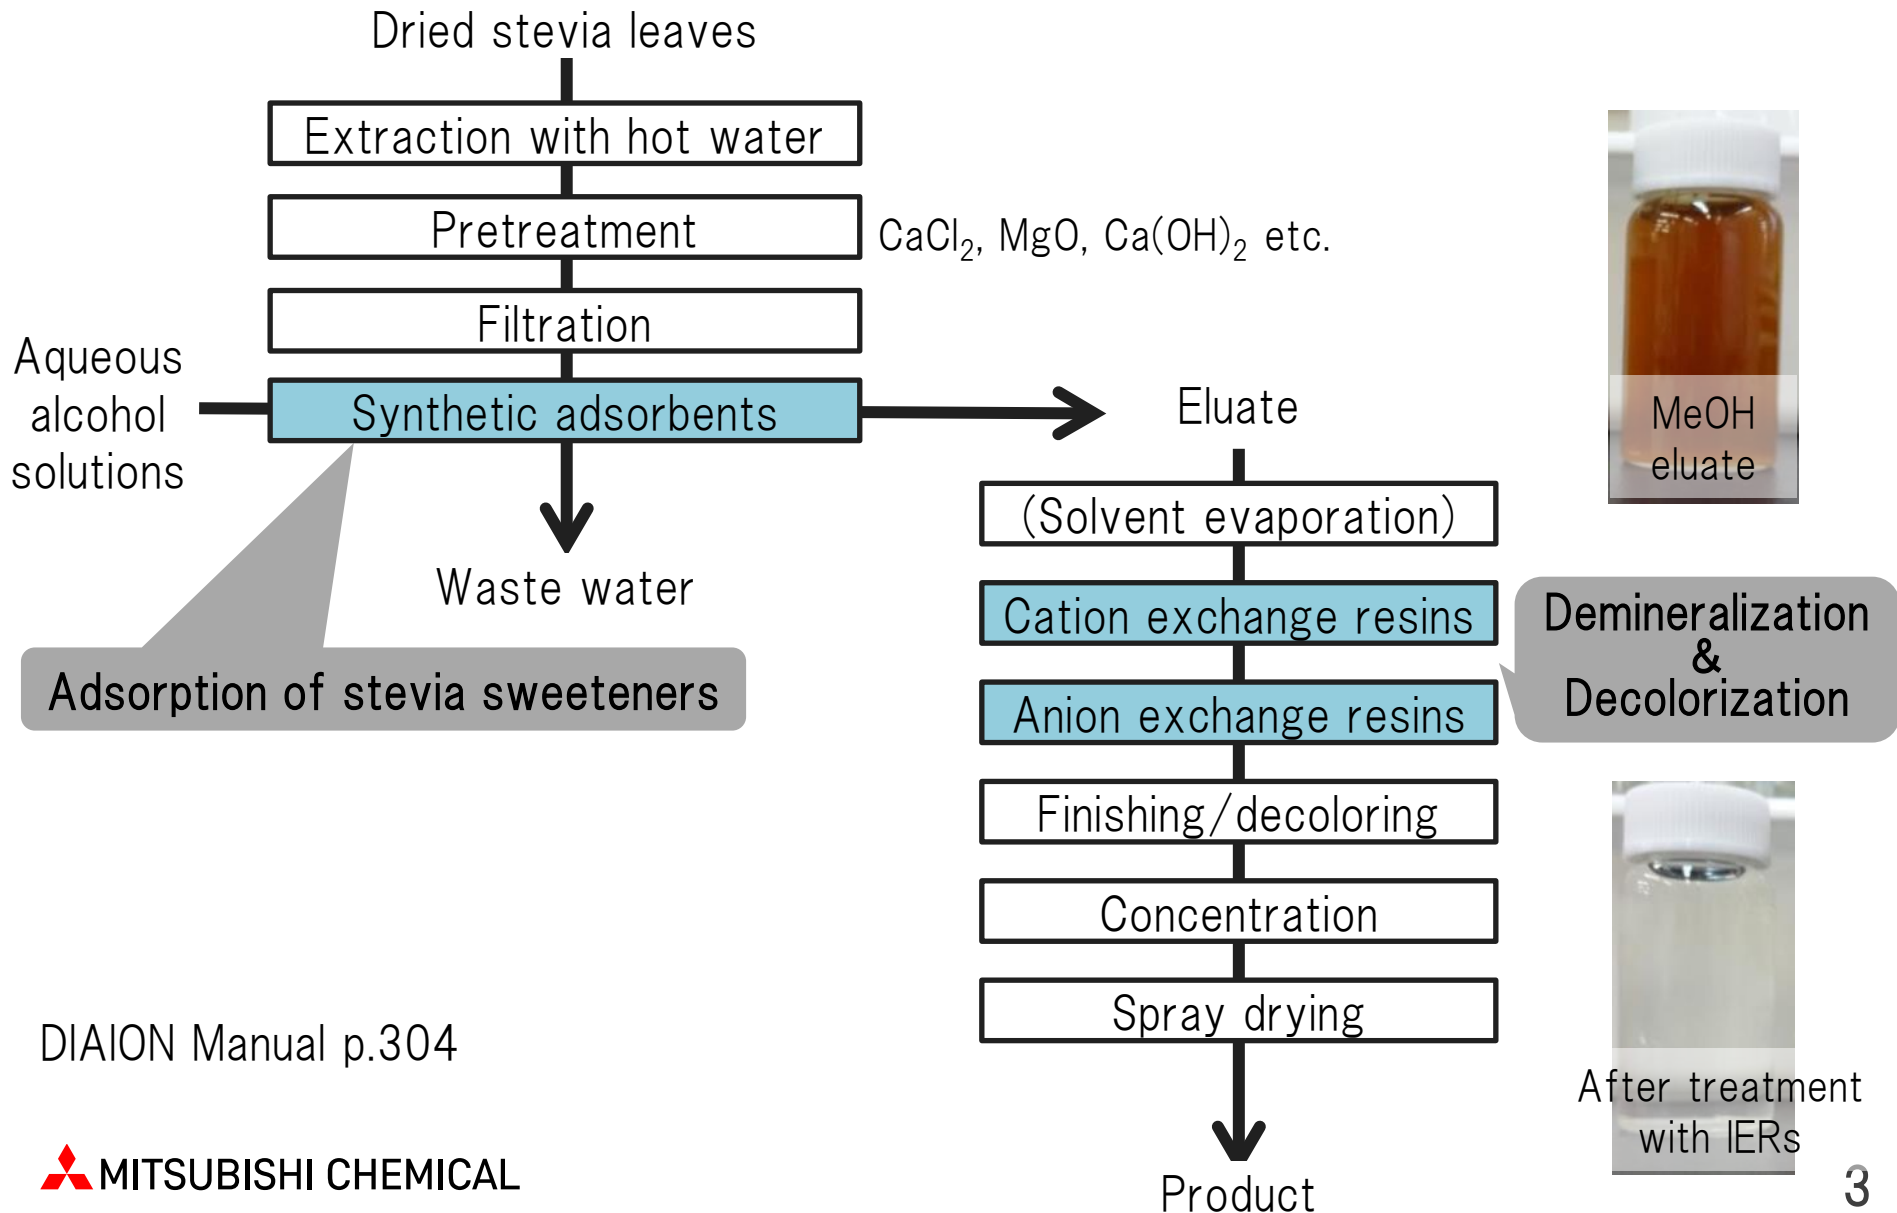 Dried stevia leaves
Extraction with hot water
Pretreatment
CaCl₂, MgO, Ca(OH)₂ etc.
Filtration
Aqueous
alcohol
solutions
Synthetic adsorbents
Waste water
Adsorption of stevia sweeteners
Eluate
(Solvent evaporation)
Cation exchange resins
Anion exchange resins
Demineralization
&
Decolorization
Finishing/decoloring
Concentration
Spray drying
Product
MeOH
eluate
After treatment
with IERs
DIAION Manual p.304
MITSUBISHI CHEMICAL
3